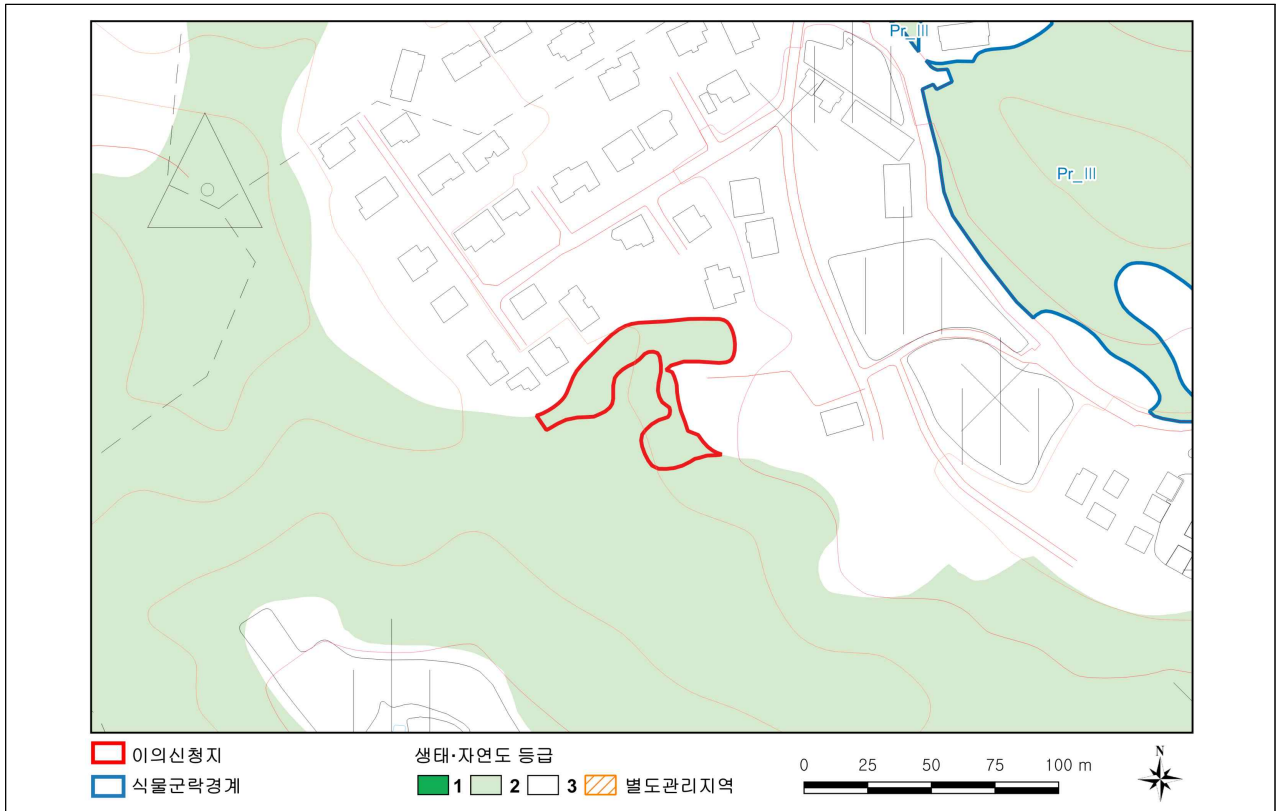 Pr_III
Pr_III
이의신청지
식물군락경계
생태·자연도 등급
1 2 3 별도관리지역
0 25 50 75 100 m
N